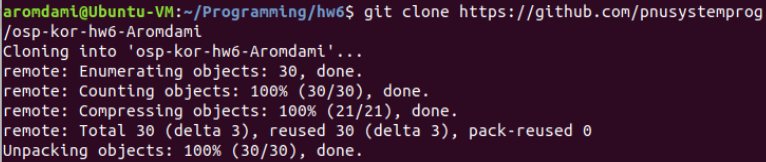 aromdami@Ubuntu-VM:~/Programming/hw6$ git clone https://github.com/pnusystemprog
/osp-kor-hw6-Aromdami
Cloning into 'osp-kor-hw6-Aromdami'...
remote: Enumerating objects: 30, done.
remote: Counting objects: 100% (30/30), done.
remote: Compressing objects: 100% (21/21), done.
remote: Total 30 (delta 3), reused 30 (delta 3), pack-reused 0
Unpacking objects: 100% (30/30), done.